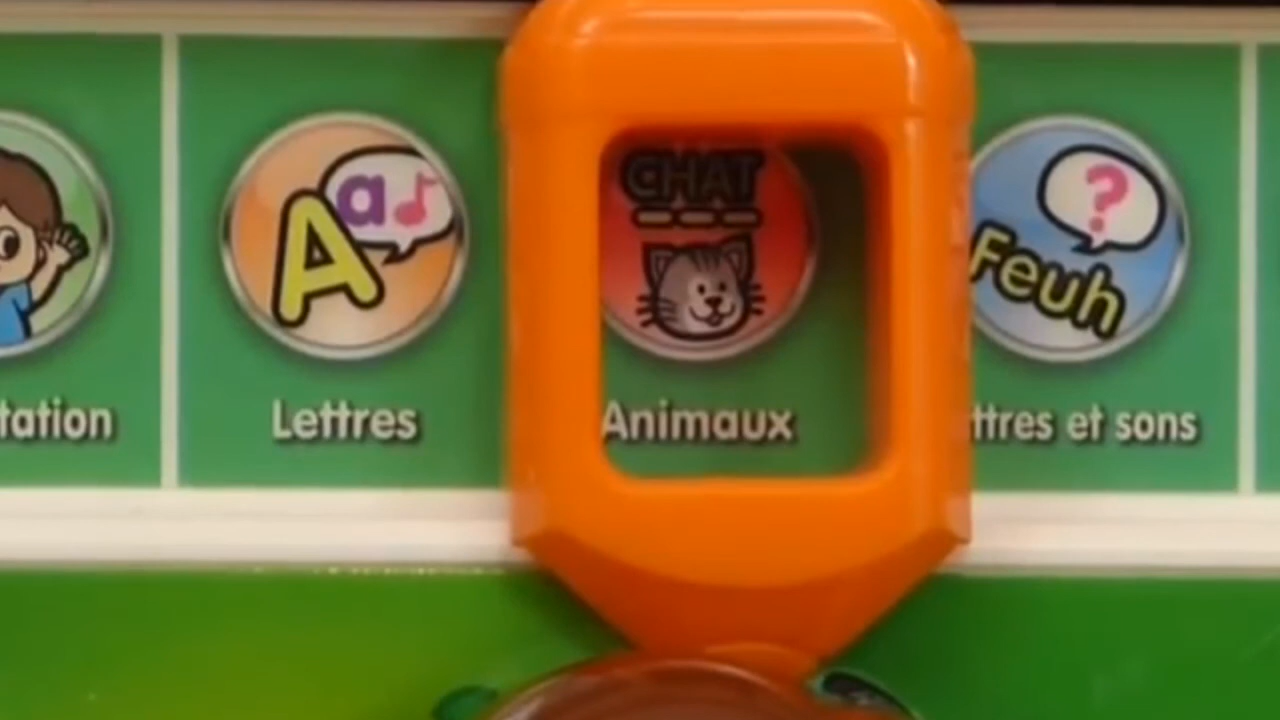 tation
A a
Lettres
CHAT
Animaux
? Feuh
ttres et sons